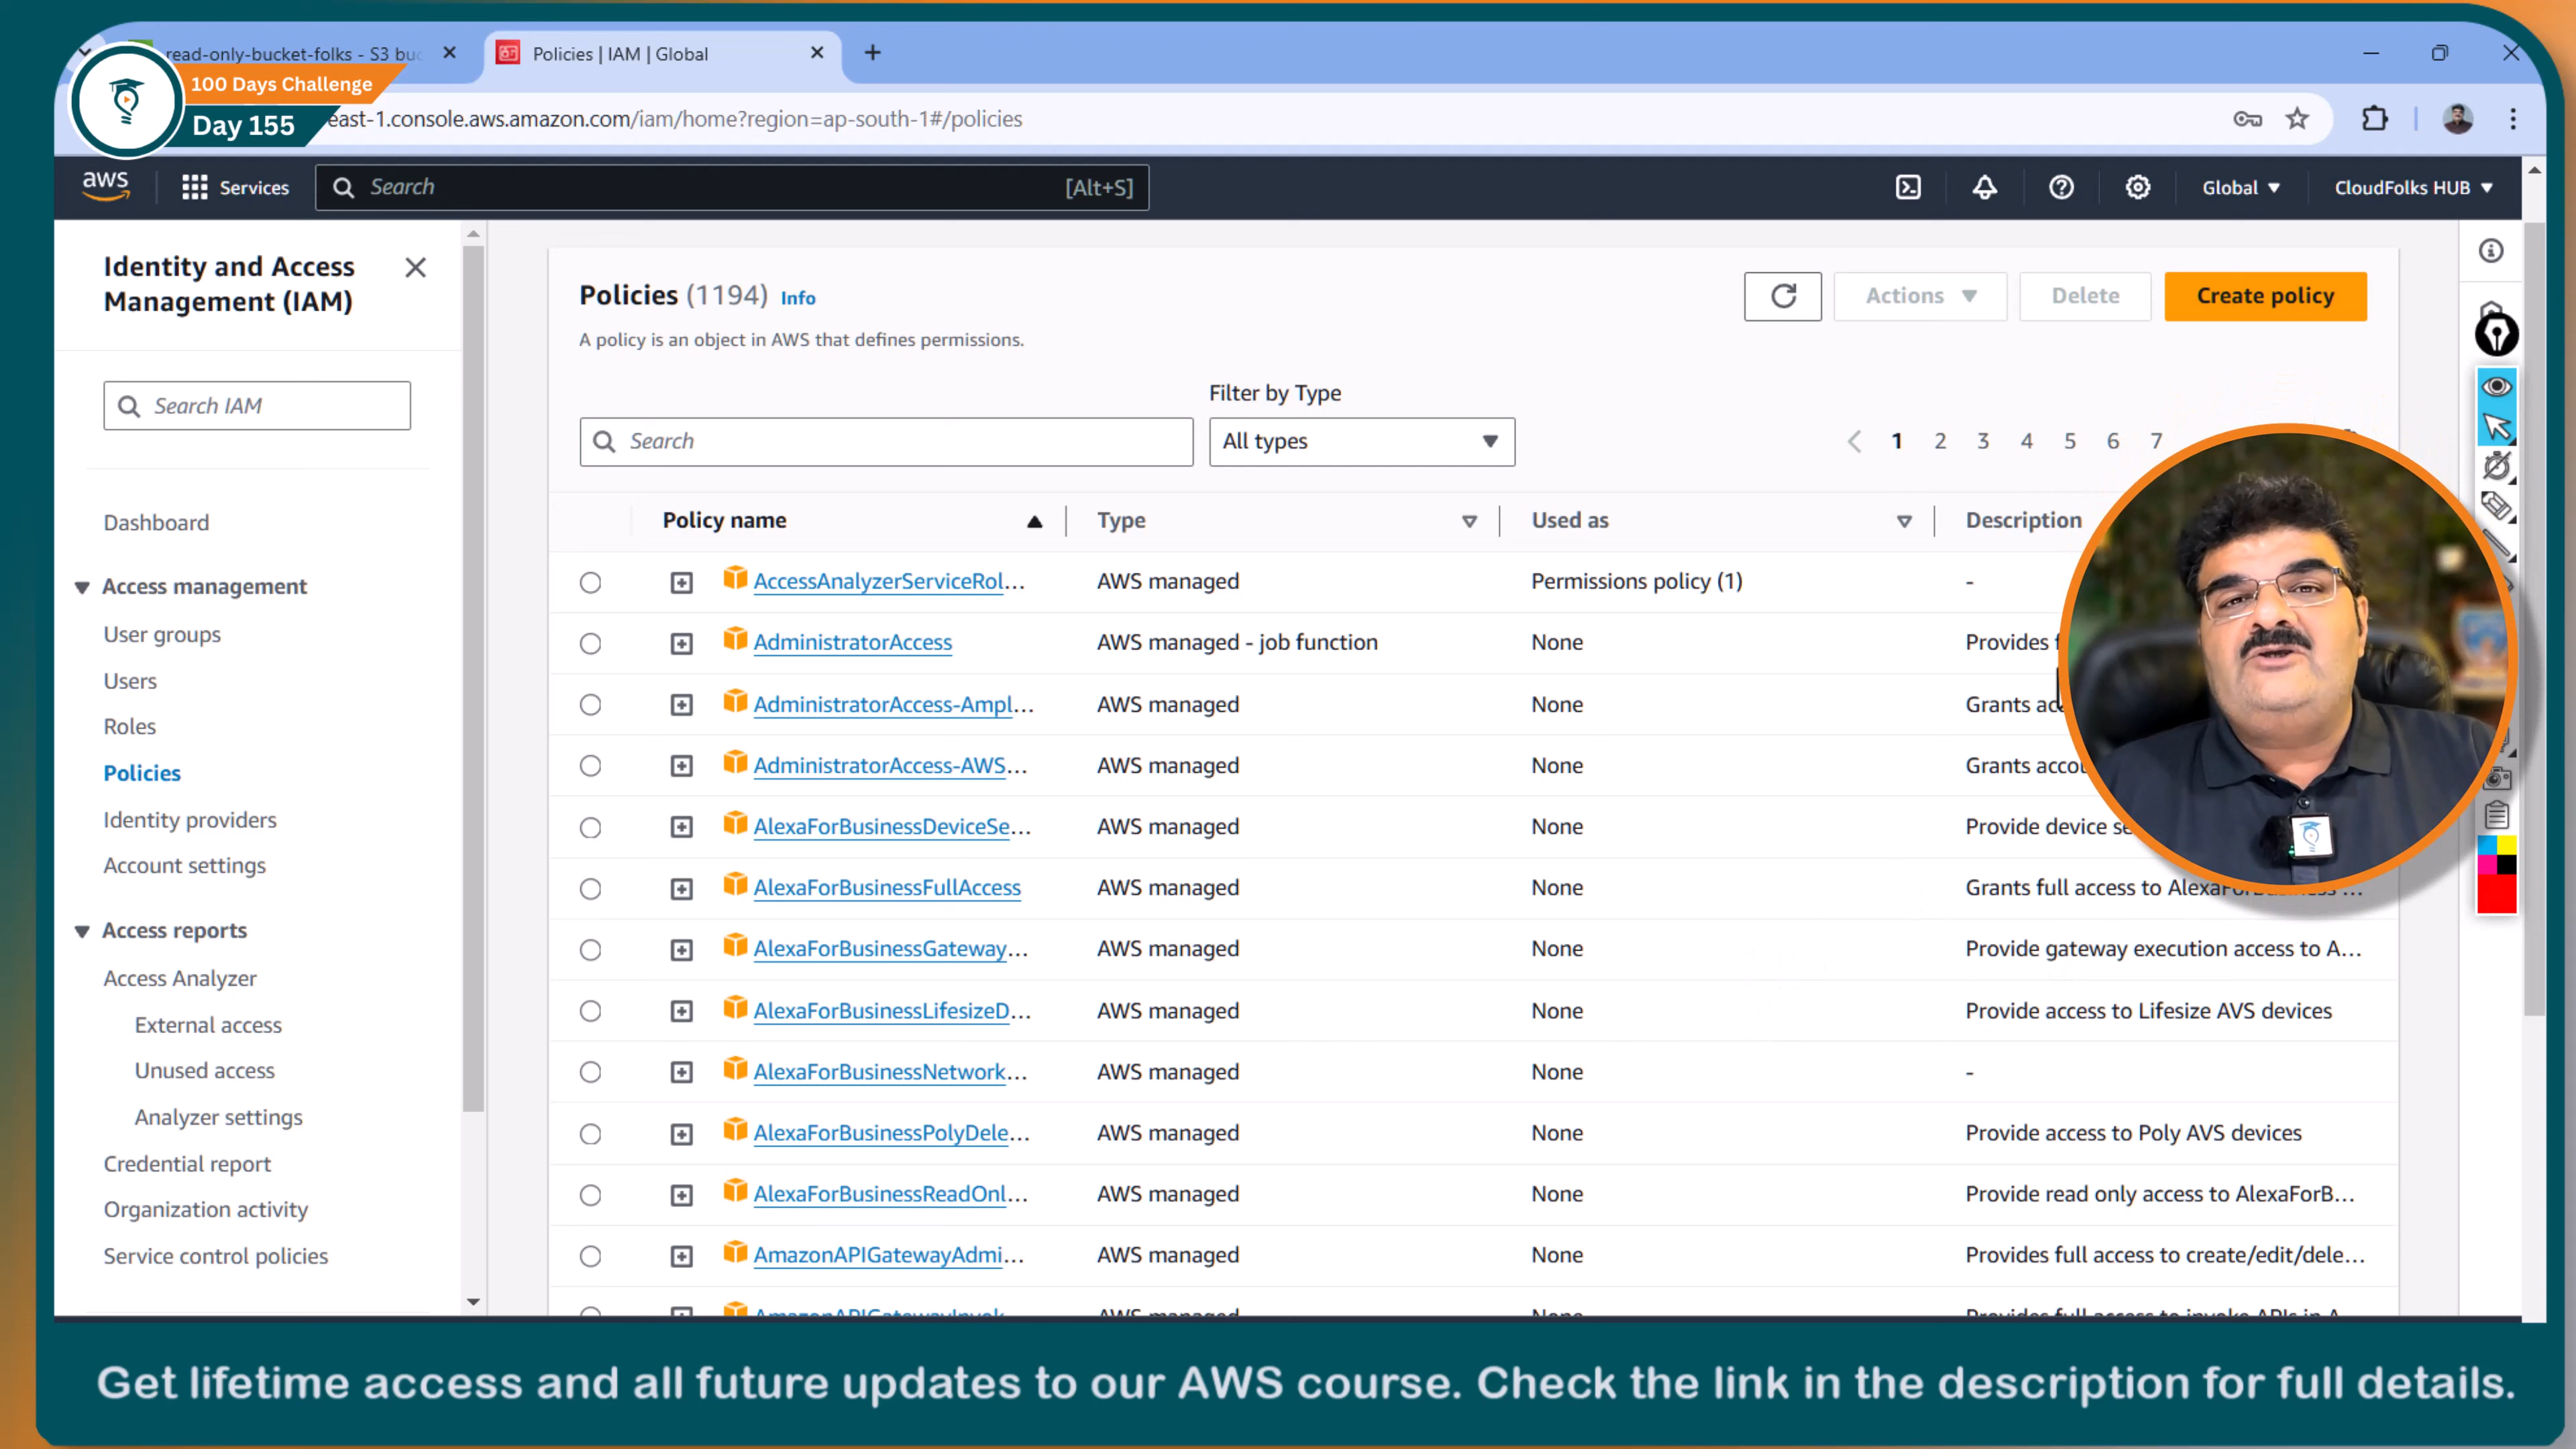 read-only-bucket-folks - S3 buc
Policies | IAM | Global
100 Days Challenge
Day 155
east-1.console.aws.amazon.com/iam/home?region=ap-south-1#/policies
aws
Services
Search
[Alt+S]
Global
CloudFolks HUB
Identity and Access
Management (IAM)
Search IAM
Dashboard
Access management
User groups
Users
Roles
Policies
Identity providers
Account settings
Access reports
Access Analyzer
External access
Unused access
Analyzer settings
Credential report
Organization activity
Service control policies
Policies (1194) Info
Actions
Delete
Create policy
A policy is an object in AWS that defines permissions.
Filter by Type
Search
All types
1 2 3 4 5 6 7
Policy name Type Used as Description
AccessAnalyzerServiceRol... AWS managed Permissions policy (1) -
AdministratorAccess AWS managed - job function None Provides f
AdministratorAccess-Ampl... AWS managed None Grants ac
AdministratorAccess-AWS... AWS managed None Grants accou
AlexaForBusinessDeviceSe... AWS managed None Provide device se
AlexaForBusinessFullAccess AWS managed None Grants full access to AlexaForBusiness ...
AlexaForBusinessGateway... AWS managed None Provide gateway execution access to A...
AlexaForBusinessLifesizeD... AWS managed None Provide access to Lifesize AVS devices
AlexaForBusinessNetwork... AWS managed None -
AlexaForBusinessPolyDele... AWS managed None Provide access to Poly AVS devices
AlexaForBusinessReadOnl... AWS managed None Provide read only access to AlexaForB...
AmazonAPIGatewayAdmi... AWS managed None Provides full access to create/edit/dele...
AmazonAPIGatewayInvok AWS managed None Provides full access to invoke APIs in A
Get lifetime access and all future updates to our AWS course. Check the link in the description for full details.